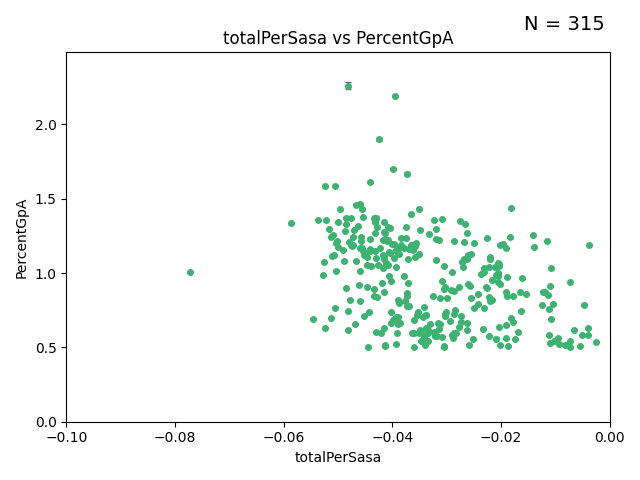 N = 315
totalPerSasa vs PercentGpA
PercentGpA
2.0
1.5
1.0
0.5
0.0
−0.10 −0.08 −0.06 −0.04 −0.02 0.00
totalPerSasa